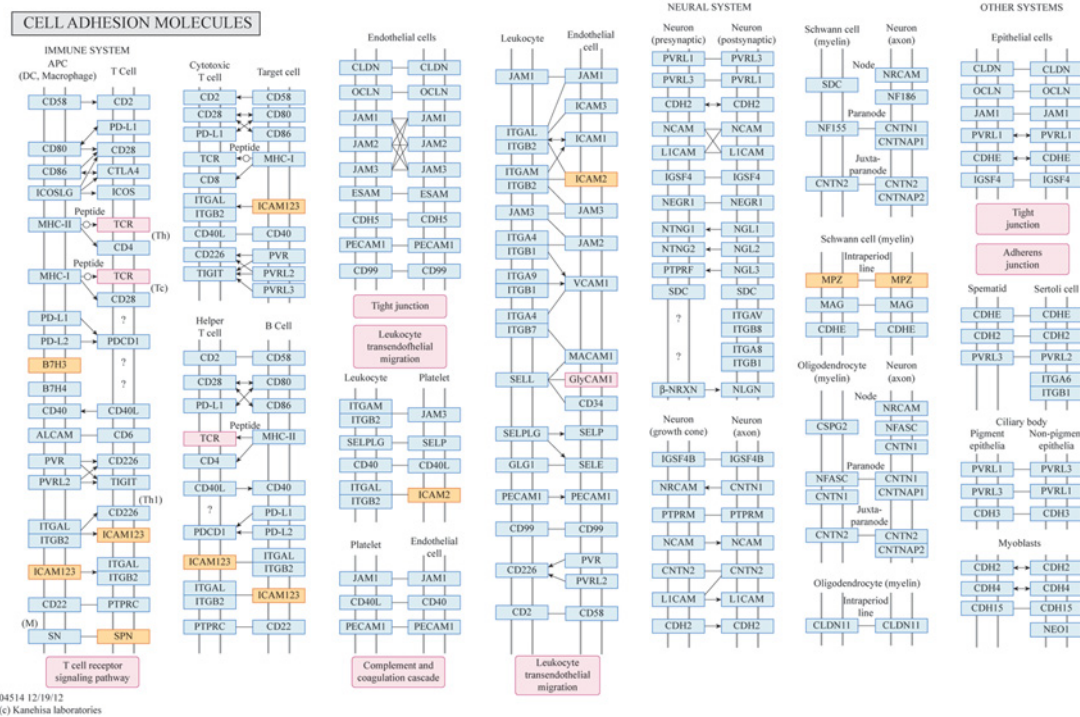 CELL ADHESION MOLECULES
IMMUNE SYSTEM
APC
(DC, Macrophage)
T Cell
CD58
CD2
PD-L1
CD80
CD28
CD86
CTLA4
ICOSLG
ICOS
Peptide
MHC-II
TCR
(Th)
CD4
Peptide
MHC-I
TCR
(Tc)
CD28
PD-L1
?
PD-L2
PDCD1
B7H3
?
B7H4
?
CD40
CD40L
ALCAM
CD6
PVR
CD226
PVRL2
TIGIT
(Th1)
CD226
ITGAL
ITGB2
ICAM123
ICAM123
ITGAL
ITGB2
CD22
PTPRC
(M)
SN
SPN
T cell receptor
signaling pathway
04514 12/19/12
(c) Kanehisa laboratories
Cytotoxic
T cell
Target cell
CD2
CD58
CD28
CD80
PD-L1
CD86
Peptide
TCR
MHC-I
CD8
ITGAL
ITGB2
ICAM123
CD40L
CD40
CD226
PVR
TIGIT
PVRL2
PVRL3
Helper
T cell
B Cell
CD2
CD58
CD28
CD80
PD-L1
CD86
Peptide
TCR
MHC-II
CD4
CD40L
CD40
?
PD-L1
PDCD1
PD-L2
ICAM123
ITGAL
ITGB2
ITGAL
ITGB2
ICAM123
PTPRC
CD22
Endothelial cells
CLDN
CLDN
OCLN
OCLN
JAM1
JAM1
JAM2
JAM2
JAM3
JAM3
ESAM
ESAM
CDH5
CDH5
PECAM1
PECAM1
CD99
CD99
Tight junction
Leukocyte
transendothelial
migration
Leukocyte
Platelet
ITGAM
ITGB2
JAM3
SELPLG
SELP
CD40
CD40L
ITGAL
ITGB2
ICAM2
Platelet
Endothelial
cell
JAM1
JAM1
CD40L
CD40
PECAM1
PECAM1
Complement and
coagulation cascade
Leukocyte
Endothelial
cell
JAM1
JAM1
ICAM3
ITGAL
ITGB2
ICAM1
ITGAM
ITGB2
ICAM2
JAM3
JAM3
ITGA4
ITGB1
JAM2
ITGA9
ITGB1
VCAM1
ITGA4
ITGB7
MACAM1
SELL
GlyCAM1
CD34
SELPLG
SELP
GLG1
SELE
PECAM1
PECAM1
CD99
CD99
CD226
PVR
PVRL2
CD2
CD58
Leukocyte
transendothelial
migration
NEURAL SYSTEM
Neuron
(presynaptic)
Neuron
(postsynaptic)
PVRL1
PVRL3
PVRL3
PVRL1
CDH2
CDH2
NCAM
NCAM
L1CAM
L1CAM
IGSF4
IGSF4
NEGR1
NEGR1
NTNG1
NGL1
NTNG2
NGL2
PTPRF
NGL3
SDC
SDC
?
ITGAV
ITGB8
?
ITGA8
ITGB1
β-NRXN
NLGN
Neuron
(growth cone)
Neuron
(axon)
IGSF4B
IGSF4B
NRCAM
CNTN1
PTPRM
PTPRM
NCAM
NCAM
CNTN2
CNTN2
L1CAM
L1CAM
CDH2
CDH2
Schwann cell
(myelin)
Neuron
(axon)
Node
SDC
NRCAM
NF186
Paranode
NF155
CNTN1
CNTNAP1
Juxta-
paranode
CNTN2
CNTN2
CNTNAP2
Schwann cell (myelin)
Intraperiod
line
MPZ
MPZ
MAG
MAG
CDHE
CDHE
Oligodendrocyte
(myelin)
Neuron
(axon)
Node
CSPG2
NRCAM
NFASC
CNTN1
Paranode
NFASC
CNTN1
CNTN1
CNTNAP1
Juxta-
paranode
CNTN2
CNTN2
CNTNAP2
Oligodendrocyte (myelin)
Intraperiod
line
CLDN11
CLDN11
OTHER SYSTEMS
Epithelial cells
CLDN
CLDN
OCLN
OCLN
JAM1
JAM1
PVRL1
PVRL1
CDHE
CDHE
IGSF4
IGSF4
Tight
junction
Adherens
junction
Spematid
Sertoli cell
CDHE
CDHE
CDH2
CDH2
PVRL3
PVRL2
ITGA6
ITGB1
Ciliary body
Pigment
epithelia
Non-pigment
epithelia
PVRL1
PVRL3
PVRL3
PVRL1
CDH3
CDH3
Myoblasts
CDH2
CDH2
CDH4
CDH4
CDH15
CDH15
NEO1